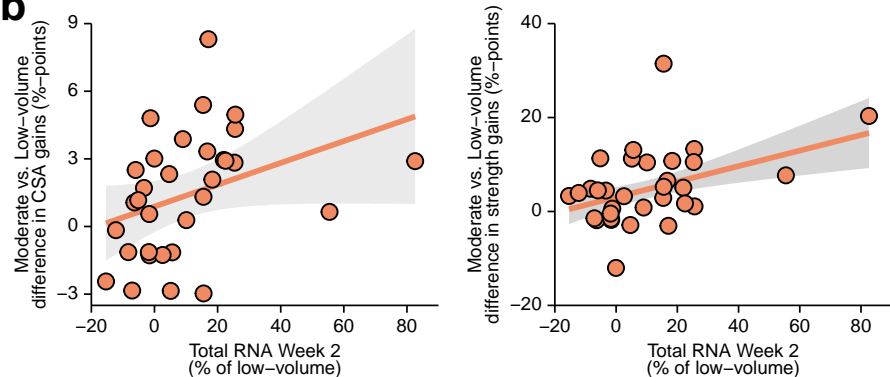 b
Moderate vs. Low−volume
difference in CSA gains (%−points)
9
6
3
0
−3
−20
0
20
40
60
80
Total RNA Week 2
(% of low−volume)
Moderate vs. Low−volume
difference in strength gains (%−points)
40
20
0
−20
−20
0
20
40
60
80
Total RNA Week 2
(% of low−volume)